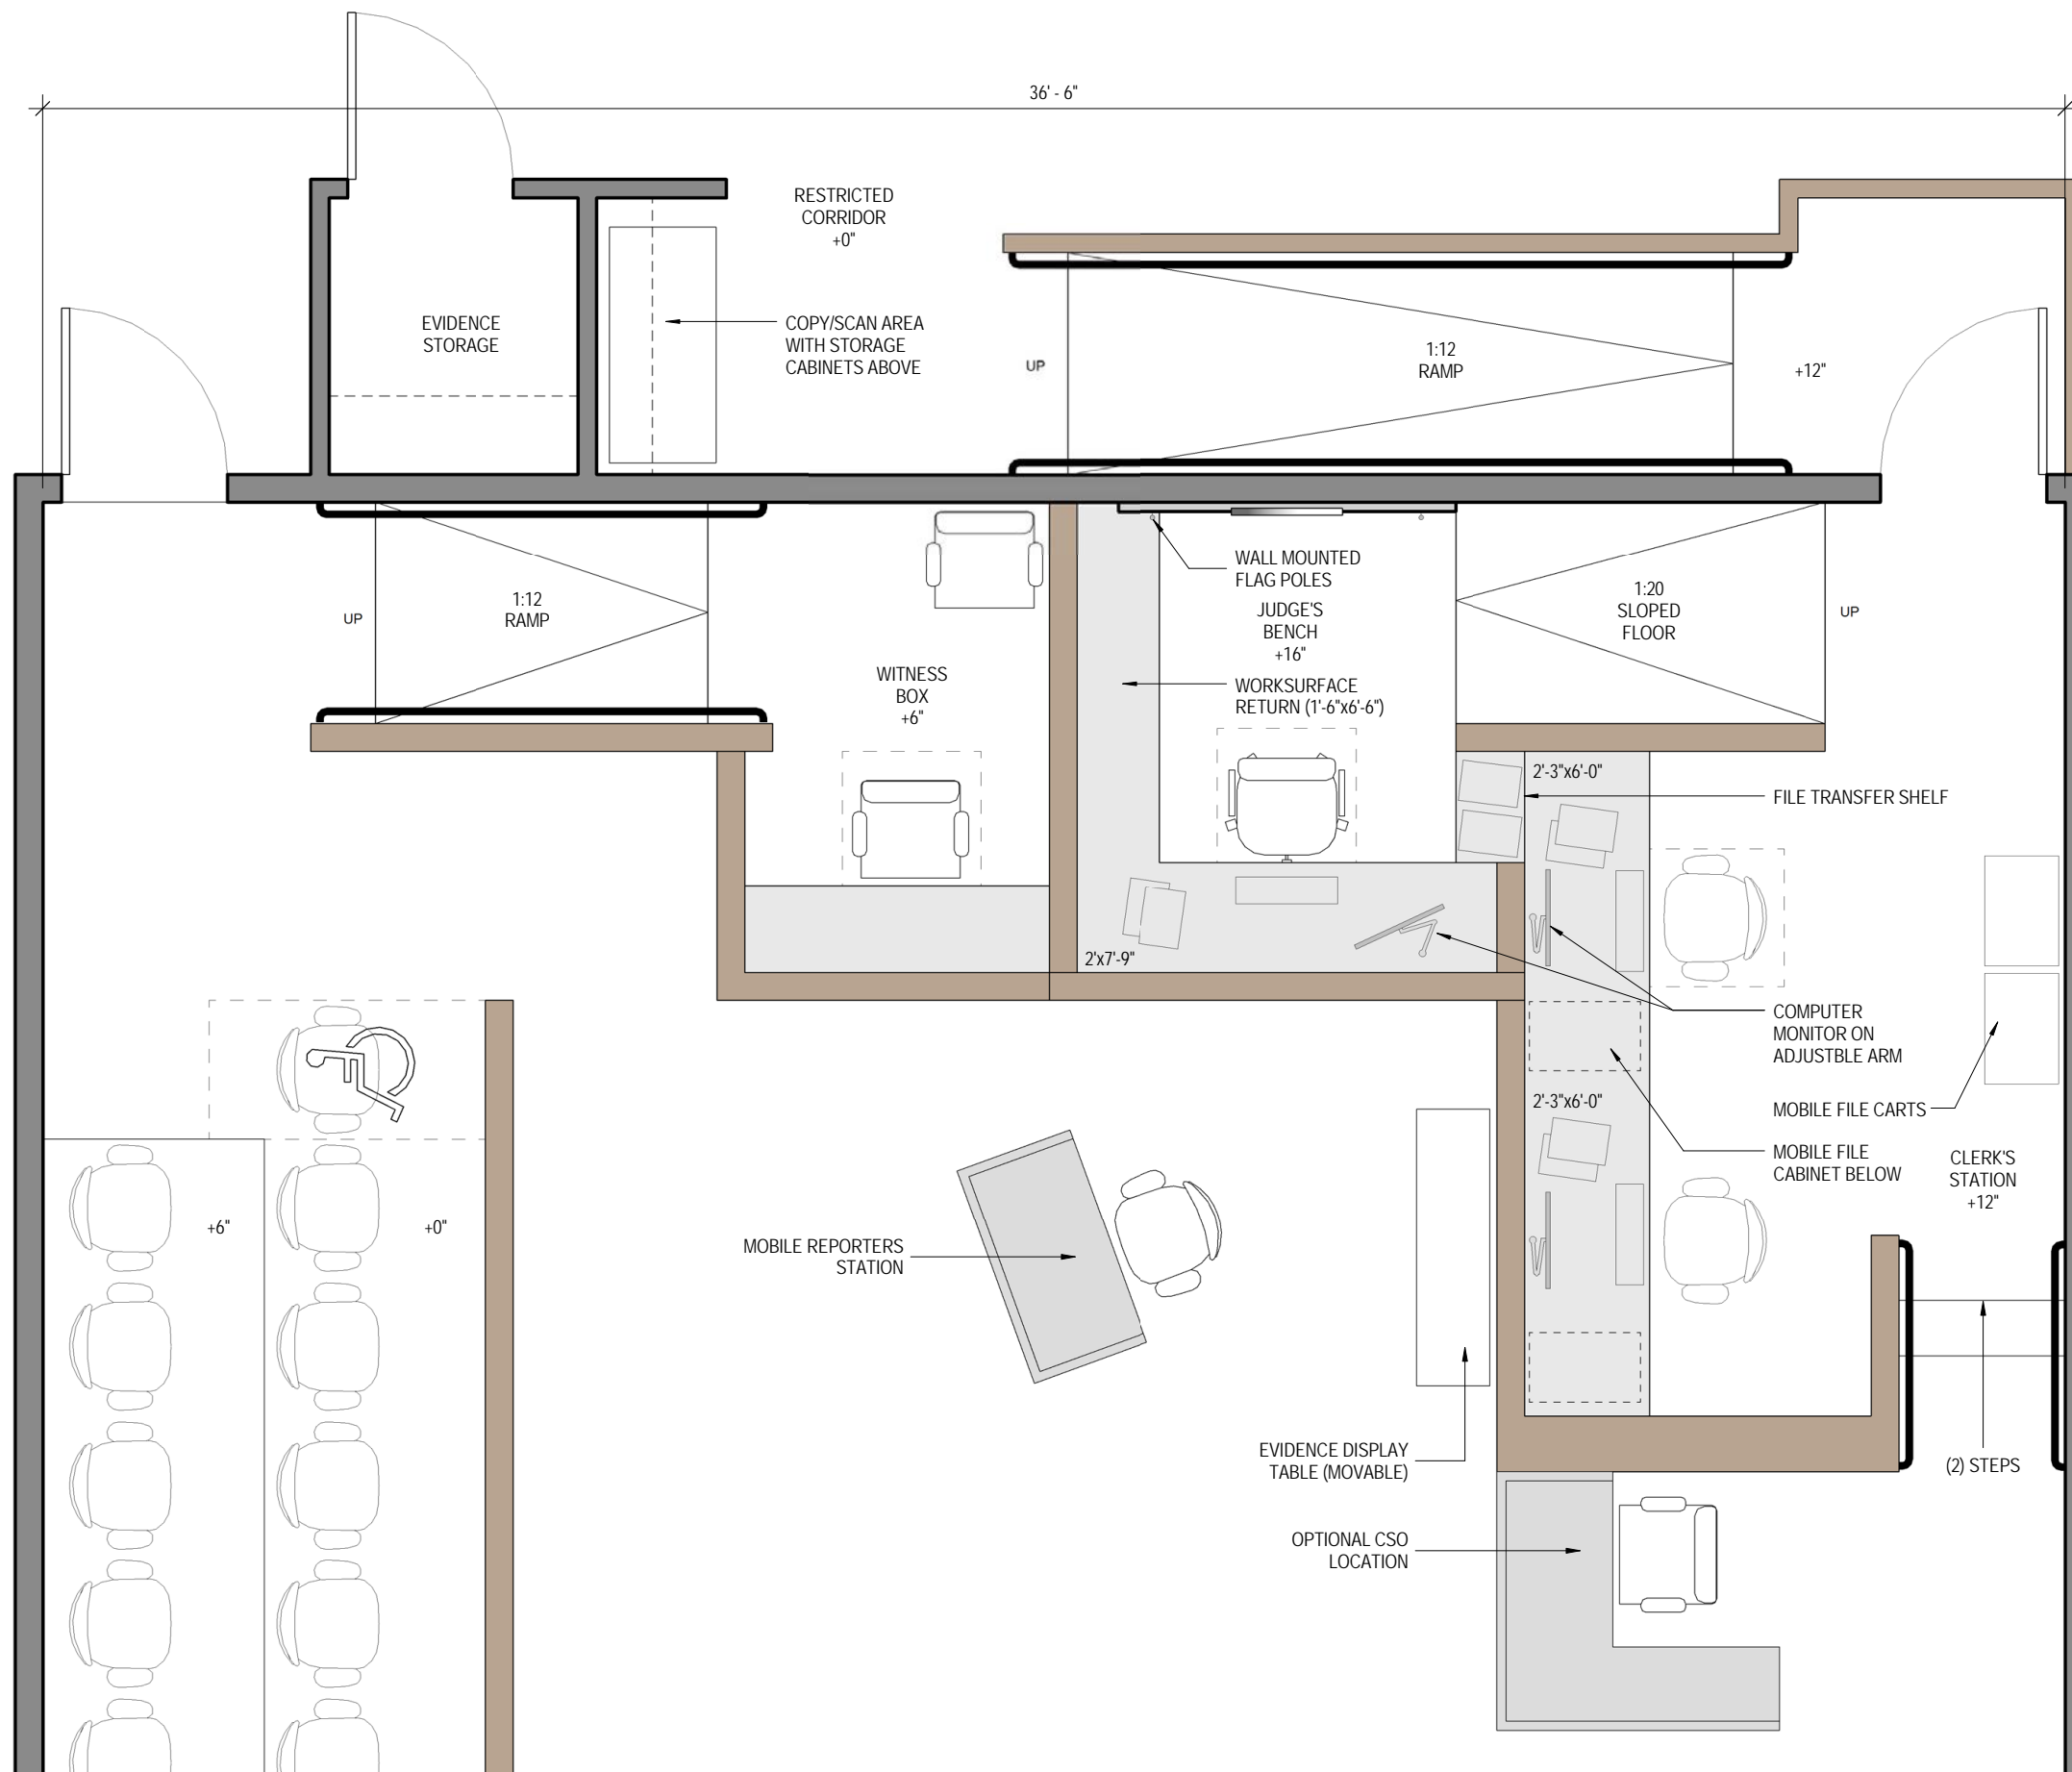 36' - 6"
RESTRICTED
CORRIDOR
+0"
EVIDENCE
STORAGE
COPY/SCAN AREA
WITH STORAGE
CABINETS ABOVE
UP
1:12
RAMP
+12"
UP
1:12
RAMP
WITNESS
BOX
+6"
WALL MOUNTED
FLAG POLES
JUDGE'S
BENCH
+16"
WORKSURFACE
RETURN (1'-6"x6'-6")
1:20
SLOPED
FLOOR
UP
2'-3"x6'-0"
FILE TRANSFER SHELF
2'x7'-9"
COMPUTER
MONITOR ON
ADJUSTBLE ARM
2'-3"x6'-0"
MOBILE FILE CARTS
MOBILE FILE
CABINET BELOW
CLERK'S
STATION
+12"
+6"
+0"
MOBILE REPORTERS
STATION
EVIDENCE DISPLAY
TABLE (MOVABLE)
(2) STEPS
OPTIONAL CSO
LOCATION